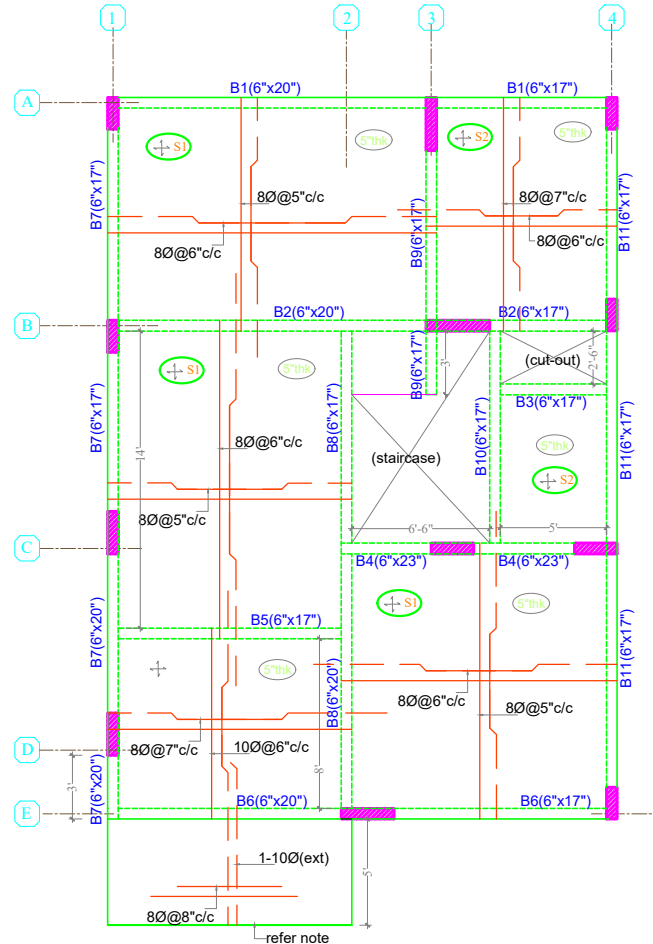 1 2 3 4
B1(6"x20") B1(6"x17")
A
S1 5"thk S2 5"thk
B7(6"x17") 8Ø@5"c/c 8Ø@7"c/c
8Ø@6"c/c B9(6"x17") 8Ø@6"c/c B11(6"x17")
B2(6"x20") B2(6"x17")
B
S1 5"thk 3' (cut-out) 2'-6"
B7(6"x17") B8(6"x17") B9(6"x17") B3(6"x17")
14' 8Ø@6"c/c (staircase) B10(6"x17") 5"thk B11(6"x17")
S2
8Ø@5"c/c 6'-6" 5'
C
B4(6"x23") B4(6"x23")
S1 5"thk
B7(6"x20") B5(6"x17") B11(6"x17")
5"thk B8(6"x20") 8Ø@6"c/c 8Ø@5"c/c
8Ø@7"c/c 10Ø@6"c/c
D
3' B7(6"x20") 8'
B6(6"x20") B6(6"x17")
E
1-10Ø(ext) 5'
8Ø@8"c/c
refer note